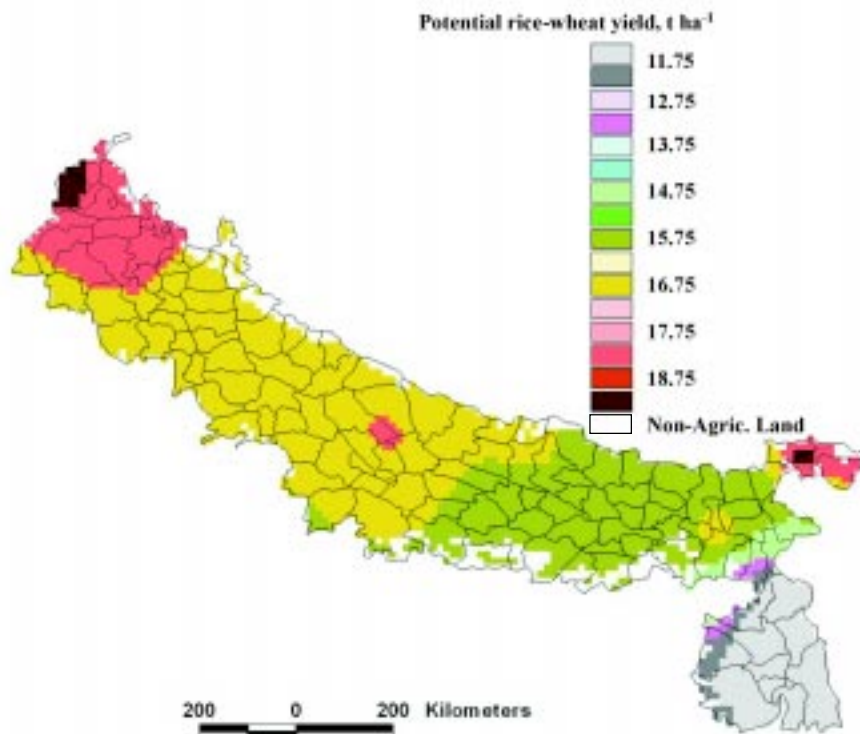 Potential rice-wheat yield, t ha⁻¹
11.75
12.75
13.75
14.75
15.75
16.75
17.75
18.75
Non-Agric. Land
200 0 200 Kilometers